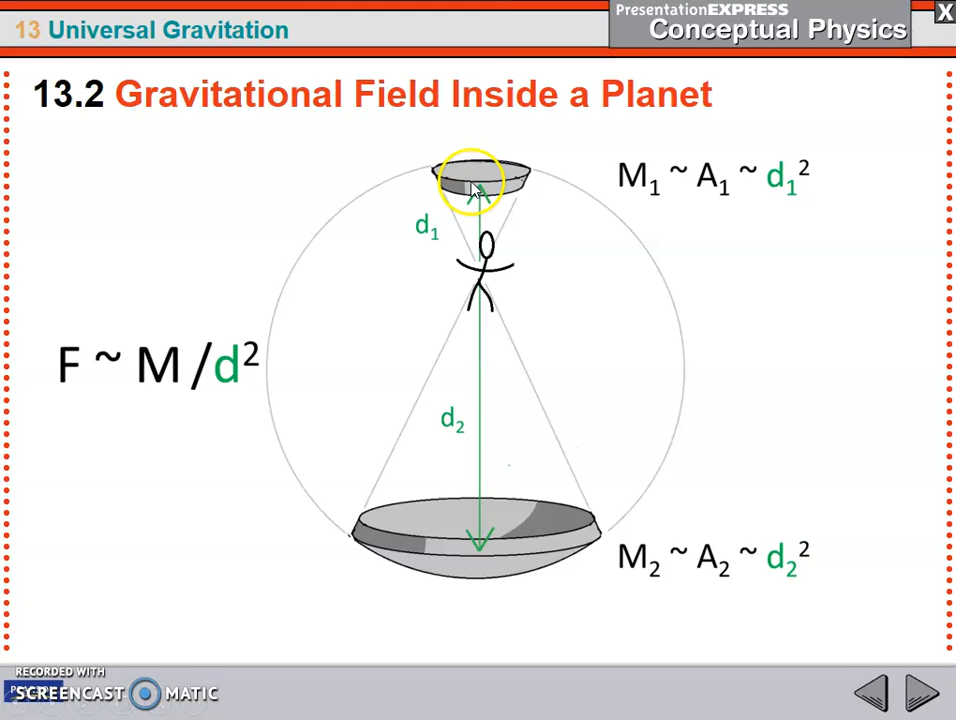 PresentationEXPRESS
X
13 Universal Gravitation
Conceptual Physics
13.2 Gravitational Field Inside a Planet
M₁ ~ A₁ ~ d₁²
d₁
F ~ M /d²
d₂
M₂ ~ A₂ ~ d₂²
RECORDED WITH
SCREENCAST MATIC